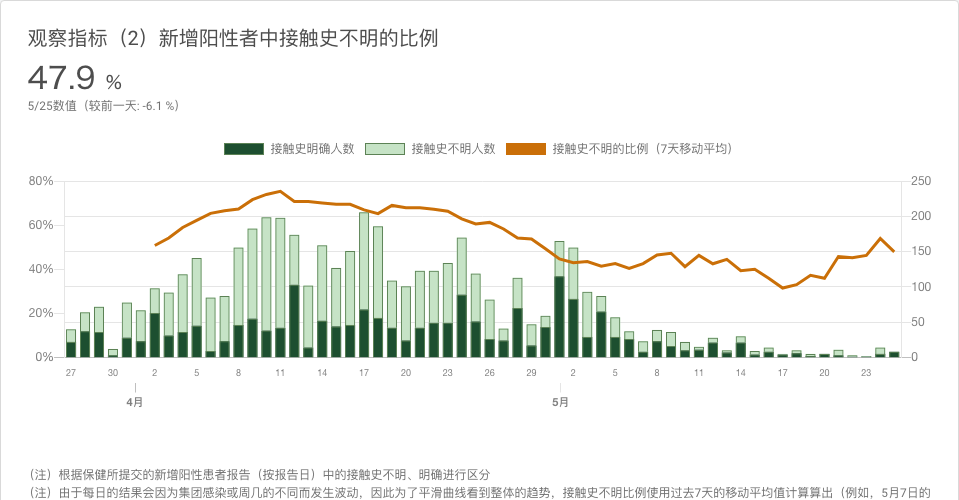 观察指标（2）新增阳性者中接触史不明的比例
47.9 %
5/25数值（较前一天: -6.1 %）
接触史明确人数 接触史不明人数 接触史不明的比例（7天移动平均）
80% 250
60% 200
150
40% 100
20% 50
0% 0
27 30 2 5 8 11 14 17 20 23 26 29 2 5 8 11 14 17 20 23
4月 5月
（注）根据保健所提交的新增阳性患者报告（按报告日）中的接触史不明、明确进行区分
（注）由于每日的结果会因为集团感染或周几的不同而发生波动，因此为了平滑曲线看到整体的趋势，接触史不明比例使用过去7天的移动平均值计算算出（例如，5月7日的